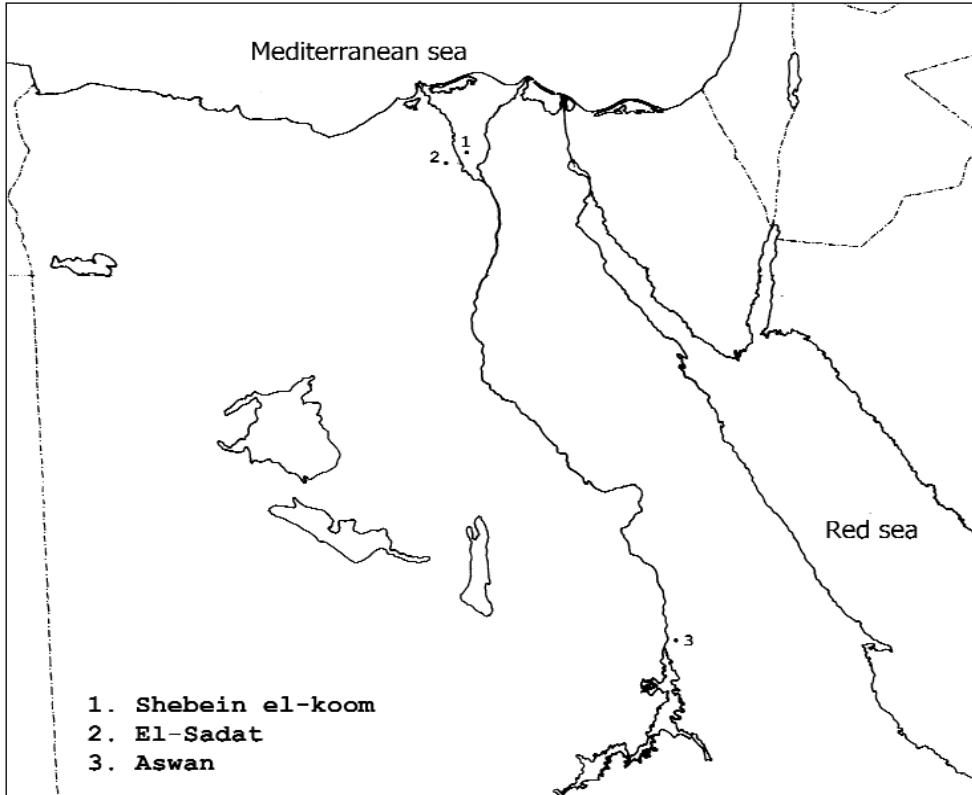 Mediterranean sea
1
2
Red sea
3
1. Shebein el-koom
2. El-Sadat
3. Aswan